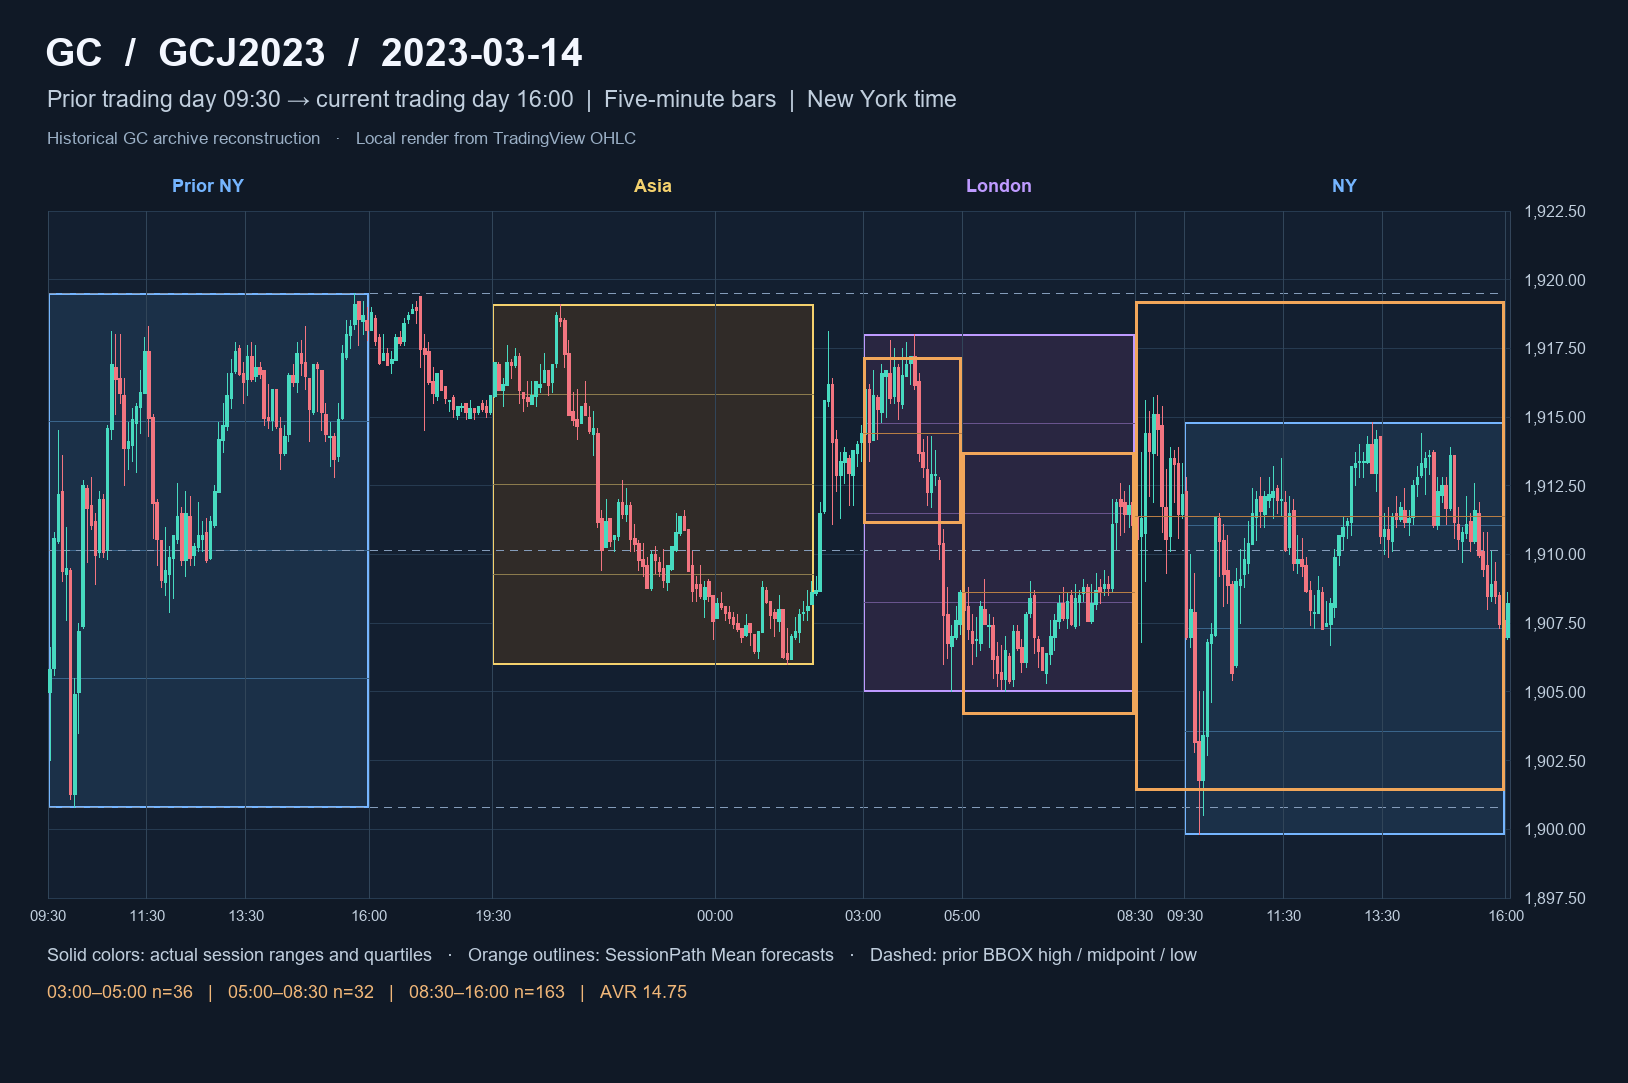 GC / GCJ2023 / 2023-03-14
Prior trading day 09:30 → current trading day 16:00 | Five-minute bars | New York time
Historical GC archive reconstruction · Local render from TradingView OHLC
Prior NY Asia London NY
1,922.50
1,920.00
1,917.50
1,915.00
1,912.50
1,910.00
1,907.50
1,905.00
1,902.50
1,900.00
1,897.50
09:30 11:30 13:30 16:00 19:30 00:00 03:00 05:00 08:30 09:30 11:30 13:30 16:00
Solid colors: actual session ranges and quartiles · Orange outlines: SessionPath Mean forecasts · Dashed: prior BBOX high / midpoint / low
03:00–05:00 n=36 | 05:00–08:30 n=32 | 08:30–16:00 n=163 | AVR 14.75